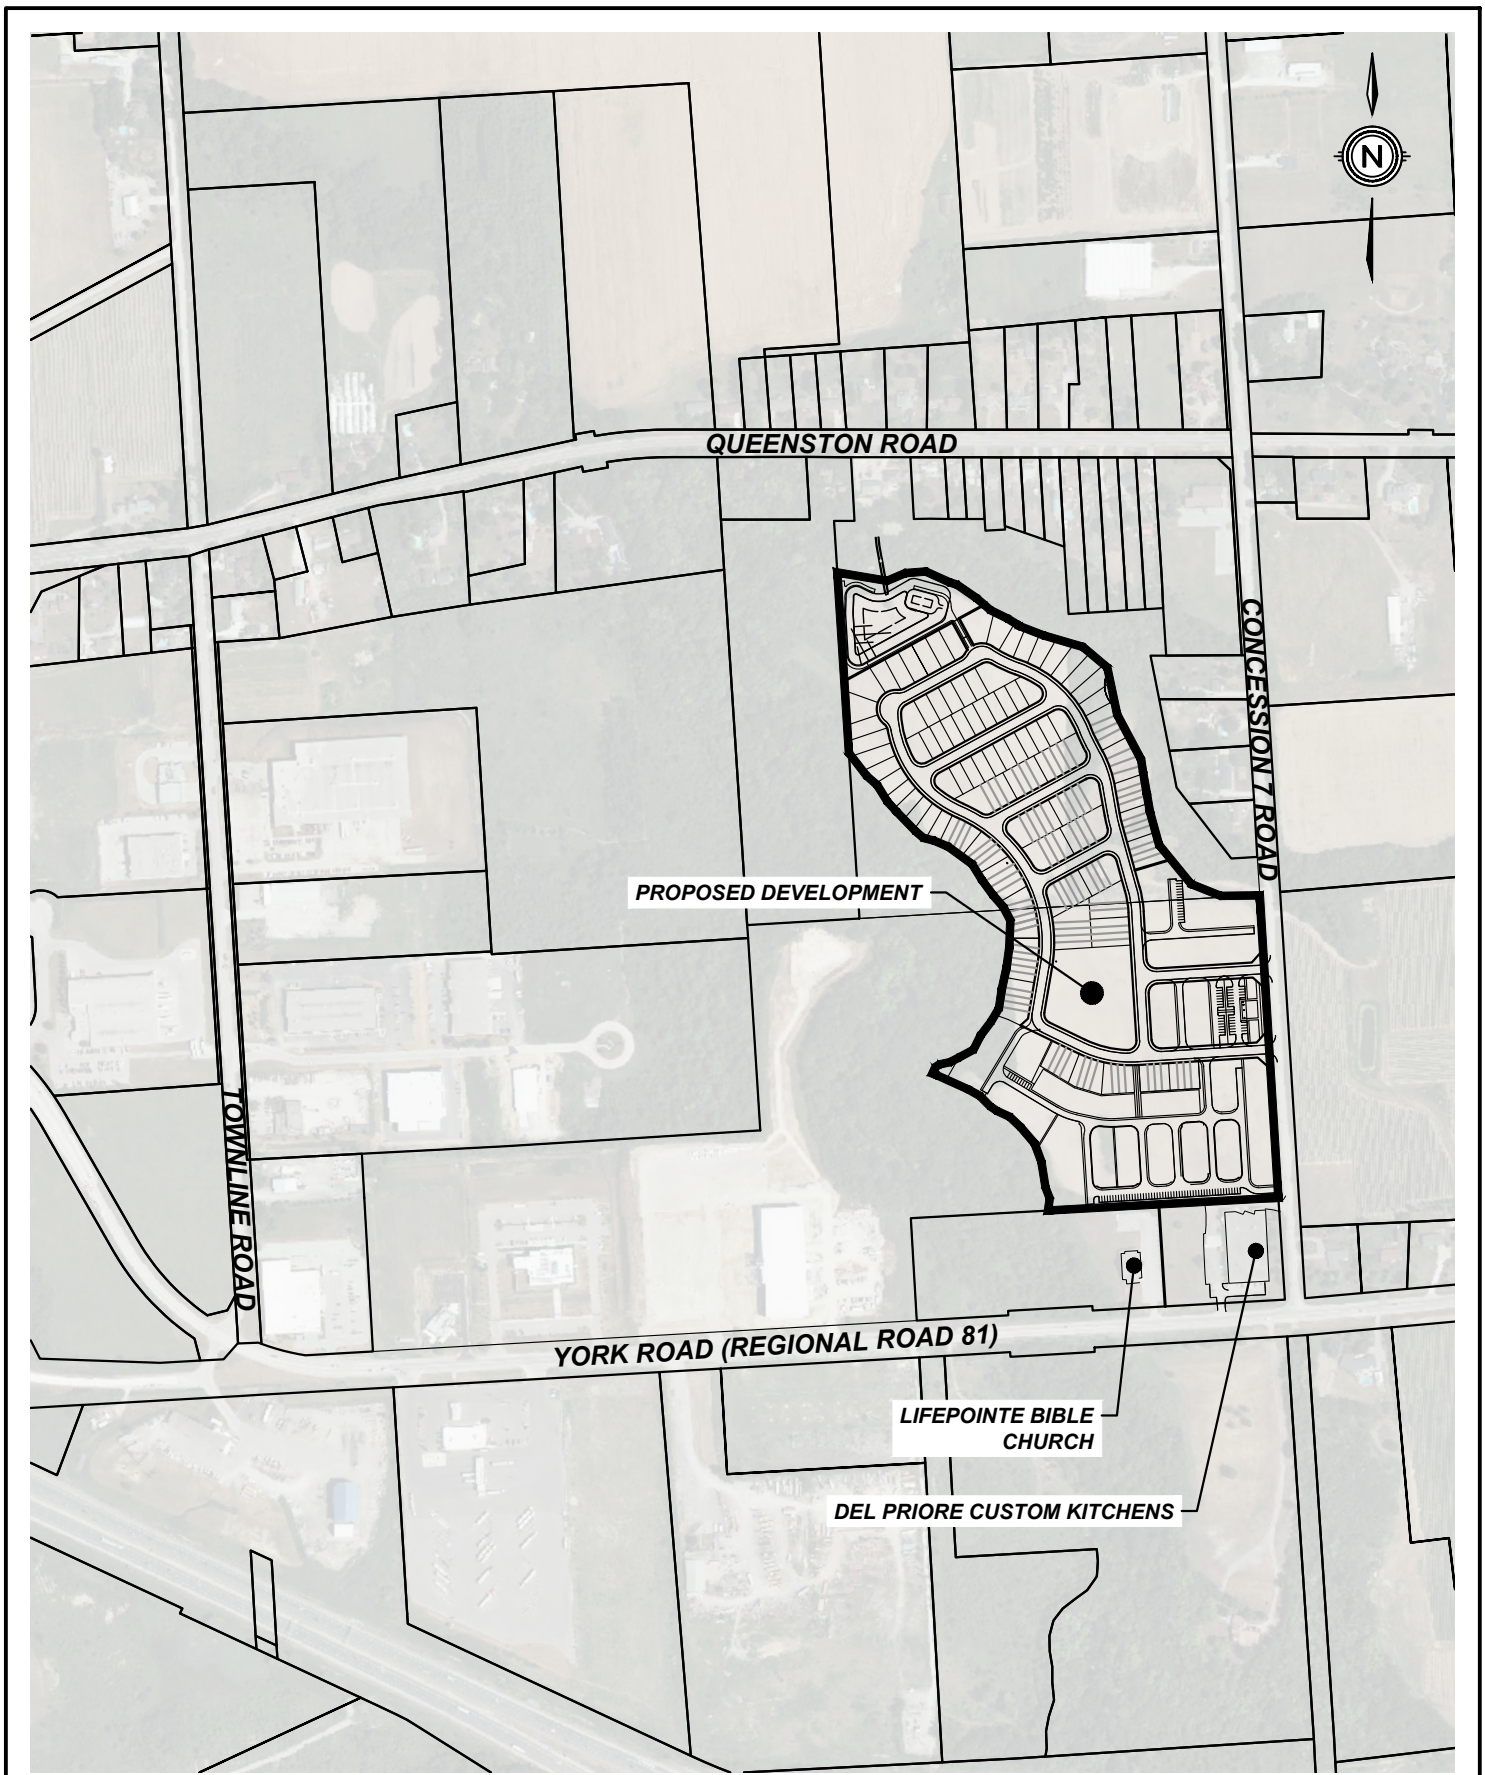 N
QUEENSTON ROAD
CONCESSION 7 ROAD
PROPOSED DEVELOPMENT
TOWNLINE ROAD
YORK ROAD (REGIONAL ROAD 81)
LIFEPOINTE BIBLE
CHURCH
DEL PRIORE CUSTOM KITCHENS